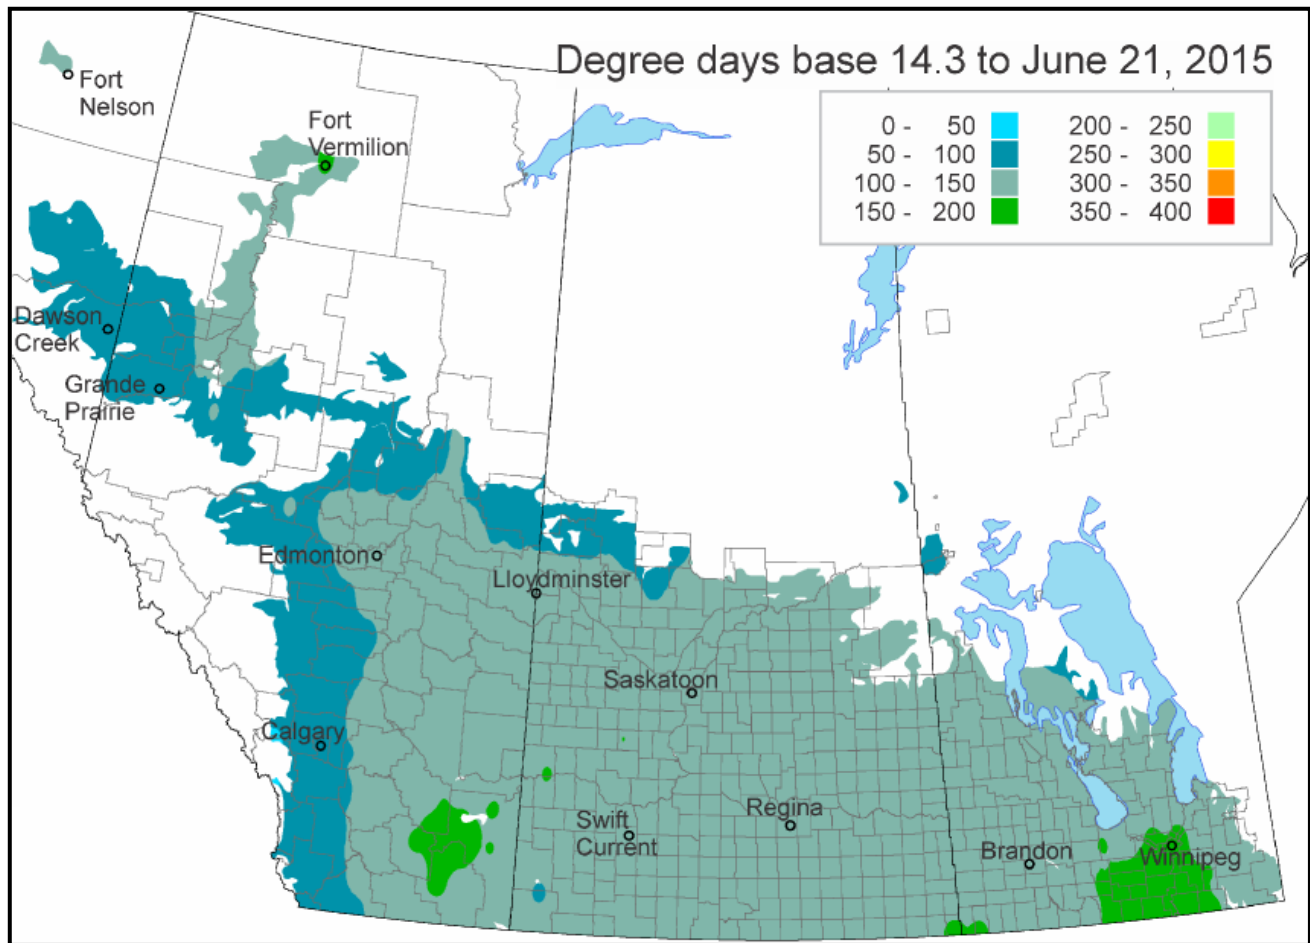 Degree days base 14.3 to June 21, 2015
0 - 50
50 - 100
100 - 150
150 - 200
200 - 250
250 - 300
300 - 350
350 - 400
Fort
Nelson
Fort
Vermilion
Dawson
Creek
Grande
Prairie
Edmonton
Lloydminster
Saskatoon
Calgary
Swift
Current
Regina
Brandon
Winnipeg